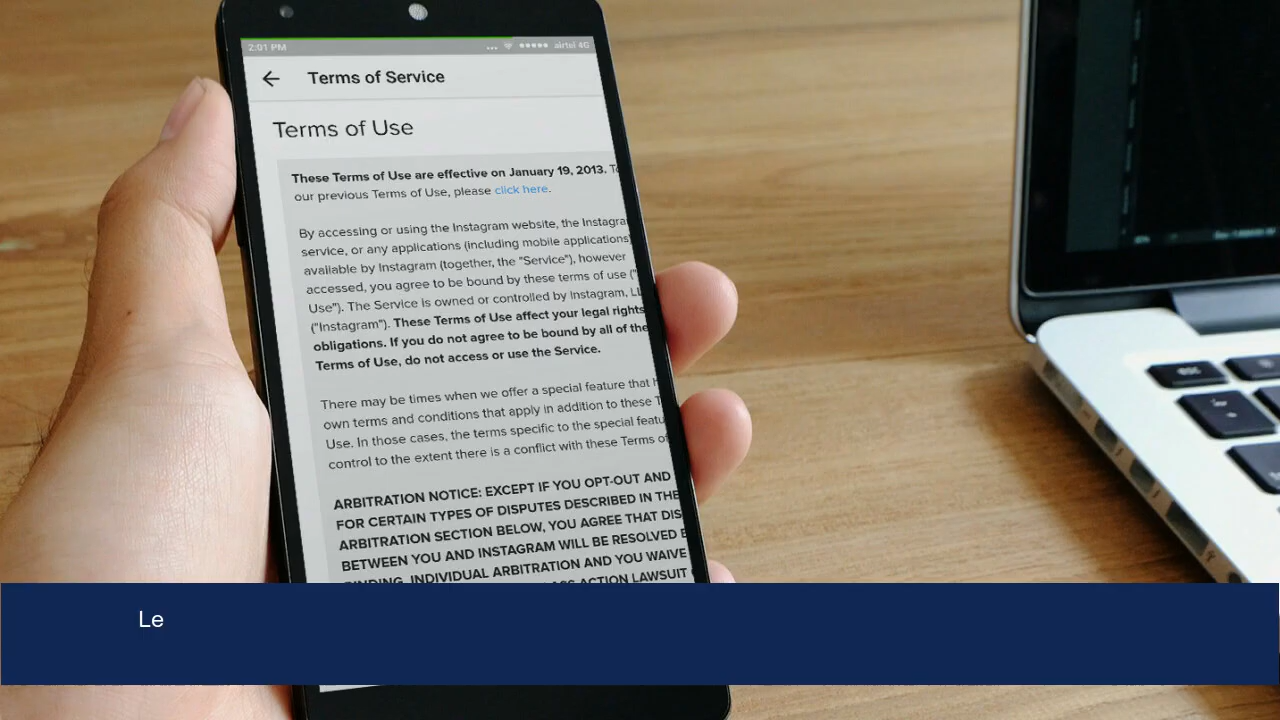 2:01 PM
airtel 4G
Terms of Service
Terms of Use
These Terms of Use are effective on January 19, 2013.
our previous Terms of Use, please click here.
By accessing or using the Instagram website, the
service, or any applications (including mobile applications)
available by Instagram (together, the "Service"), however
accessed, you agree to be bound by these terms of use ("
Use"). The Service is owned or controlled by Instagram,
("Instagram"). These Terms of Use affect your legal rights
obligations. If you do not agree to be bound by all of the
Terms of Use, do not access or use the Service.
There may be times when we offer a special feature that
own terms and conditions that apply in addition to these
Use. In those cases, the terms specific to the special
control to the extent there is a conflict with these Terms of
ARBITRATION NOTICE: EXCEPT IF YOU OPT-OUT AND
FOR CERTAIN TYPES OF DISPUTES DESCRIBED IN THE
ARBITRATION SECTION BELOW, YOU AGREE THAT
BETWEEN YOU AND INSTAGRAM WILL BE RESOLVED
BINDING, INDIVIDUAL ARBITRATION AND YOU WAIVE
ACTION LAWSUIT
esc
Le